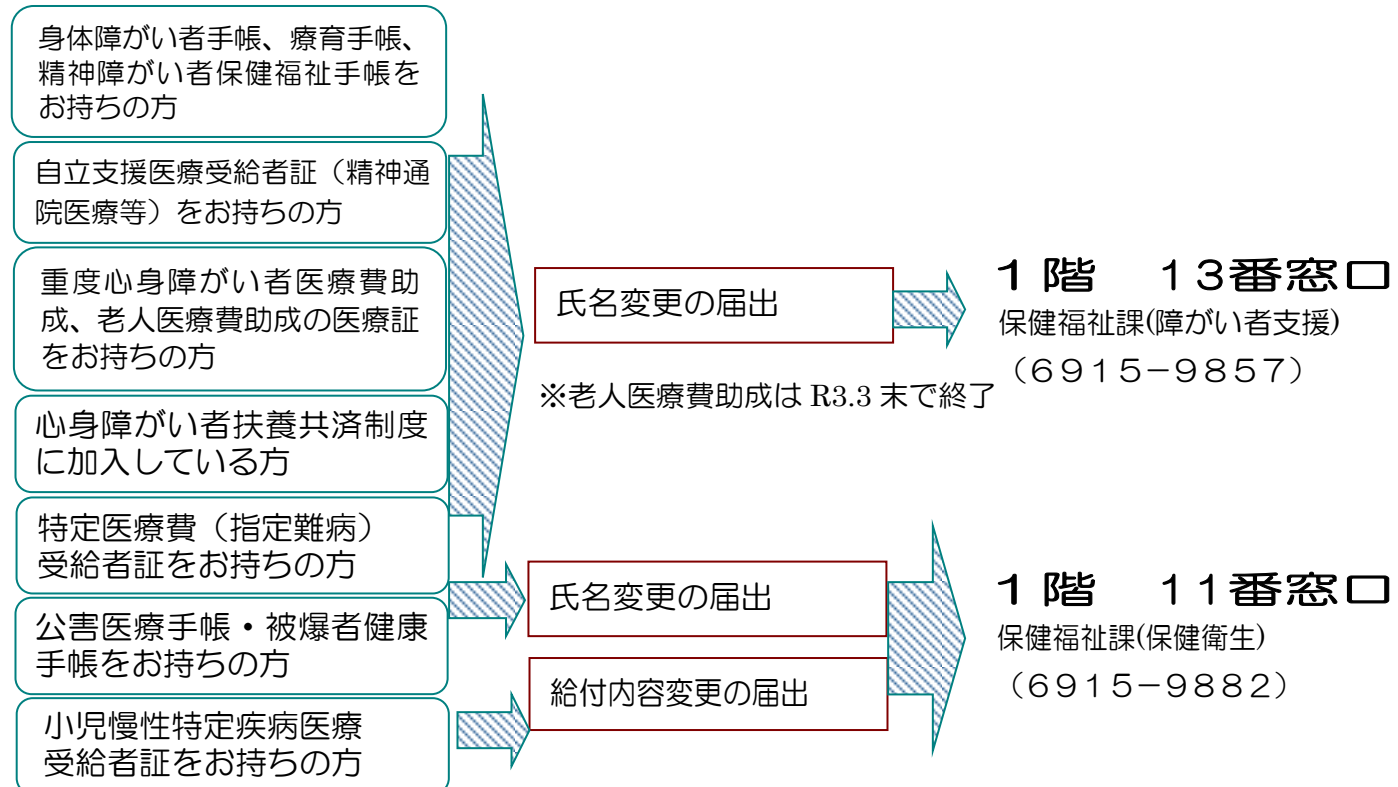 身体障がい者手帳、療育手帳、
精神障がい者保健福祉手帳を
お持ちの方
自立支援医療受給者証（精神通
院医療等）をお持ちの方
重度心身障がい者医療費助
成、老人医療費助成の医療証
をお持ちの方
心身障がい者扶養共済制度
に加入している方
特定医療費（指定難病）
受給者証をお持ちの方
公害医療手帳・被爆者健康
手帳をお持ちの方
小児慢性特定疾病医療
受給者証をお持ちの方
氏名変更の届出
※老人医療費助成は R3.3 末で終了
１階　１３番窓口
保健福祉課(障がい者支援)
（６９１５−９８５７）
氏名変更の届出
給付内容変更の届出
１階　１１番窓口
保健福祉課(保健衛生)
（６９１５−９８８２）